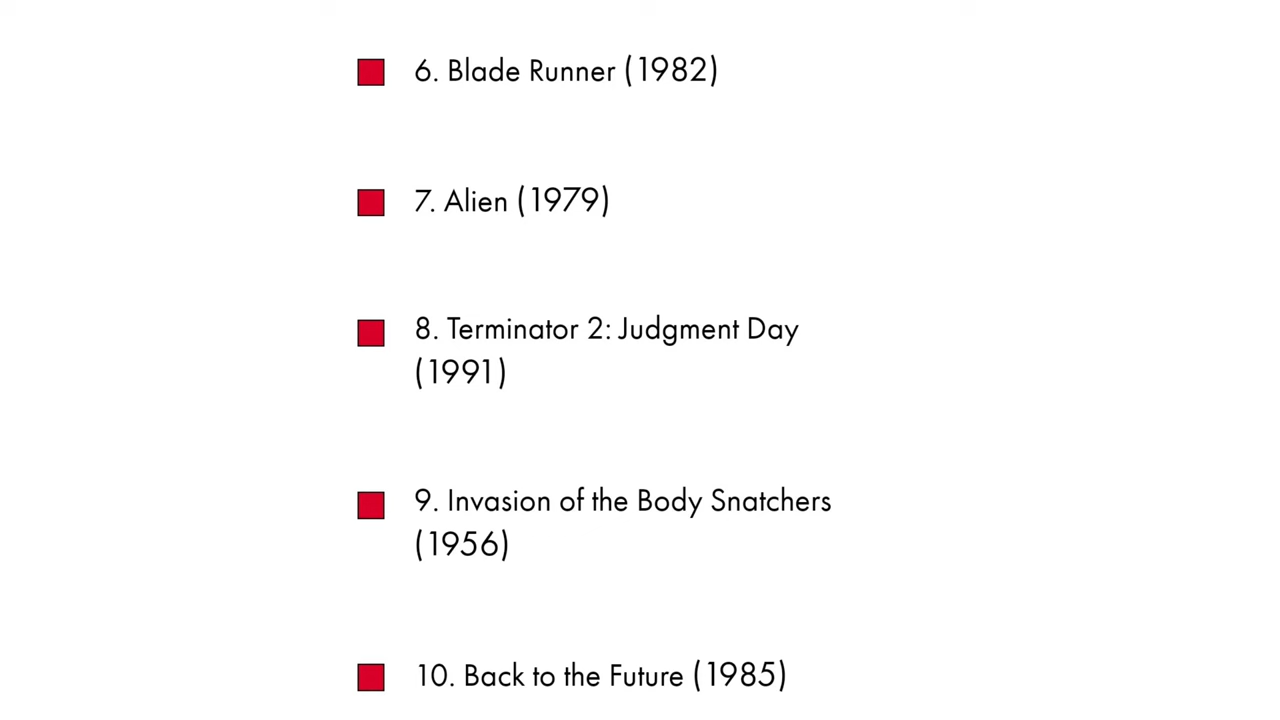 6. Blade Runner (1982)
7. Alien (1979)
8. Terminator 2: Judgment Day
(1991)
9. Invasion of the Body Snatchers
(1956)
10. Back to the Future (1985)